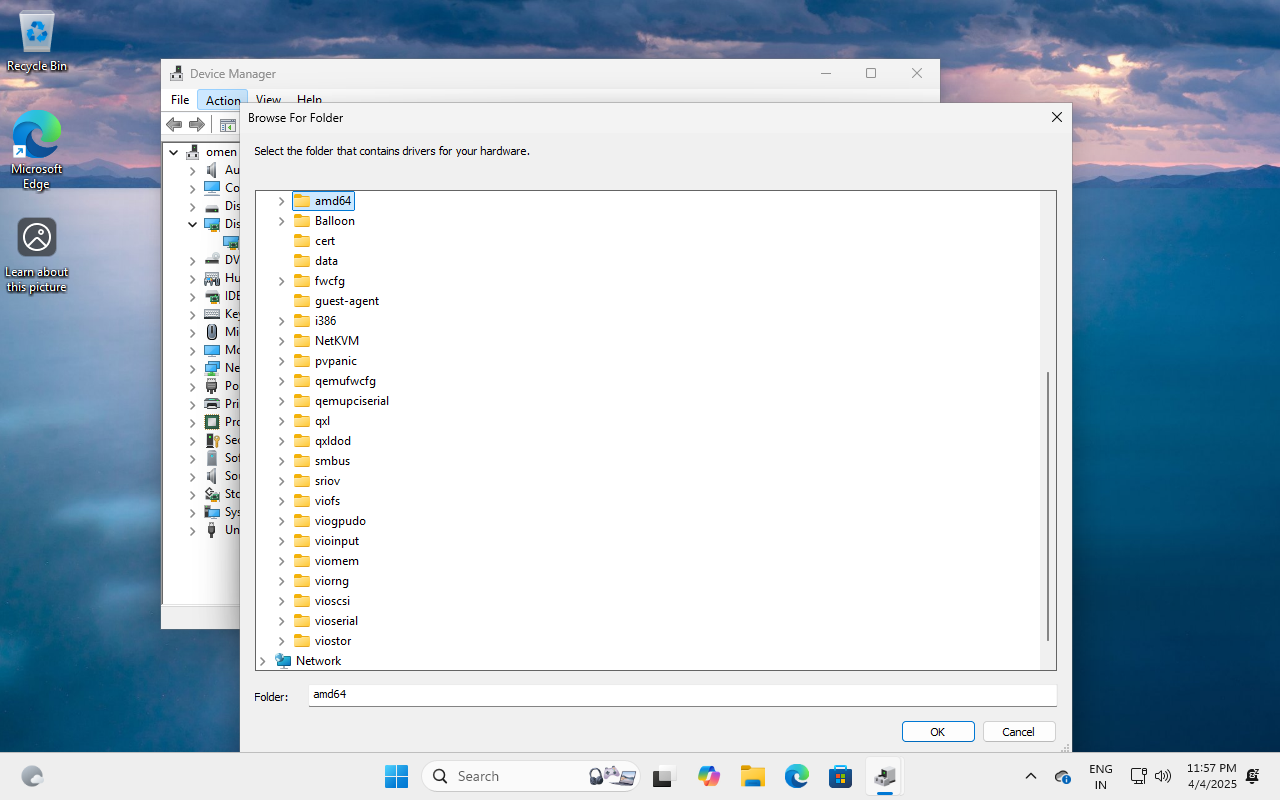 Recycle Bin
Microsoft
Edge
Learn about
this picture
Device Manager
File Action View Help
omen
Au
Co
Dis
Dis
DV
Hu
IDE
Key
Mi
Mo
Ne
Po
Pri
Pro
Sec
Sof
Sou
Sto
Sys
Un
Browse For Folder
Select the folder that contains drivers for your hardware.
amd64
Balloon
cert
data
fwcfg
guest-agent
i386
NetKVM
pvpanic
qemufwcfg
qemupciserial
qxl
qxldod
smbus
sriov
viofs
viogpudo
vioinput
viomem
viorng
vioscsi
vioserial
viostor
Network
Folder: amd64
OK Cancel
Search
ENG
IN
11:57 PM
4/4/2025